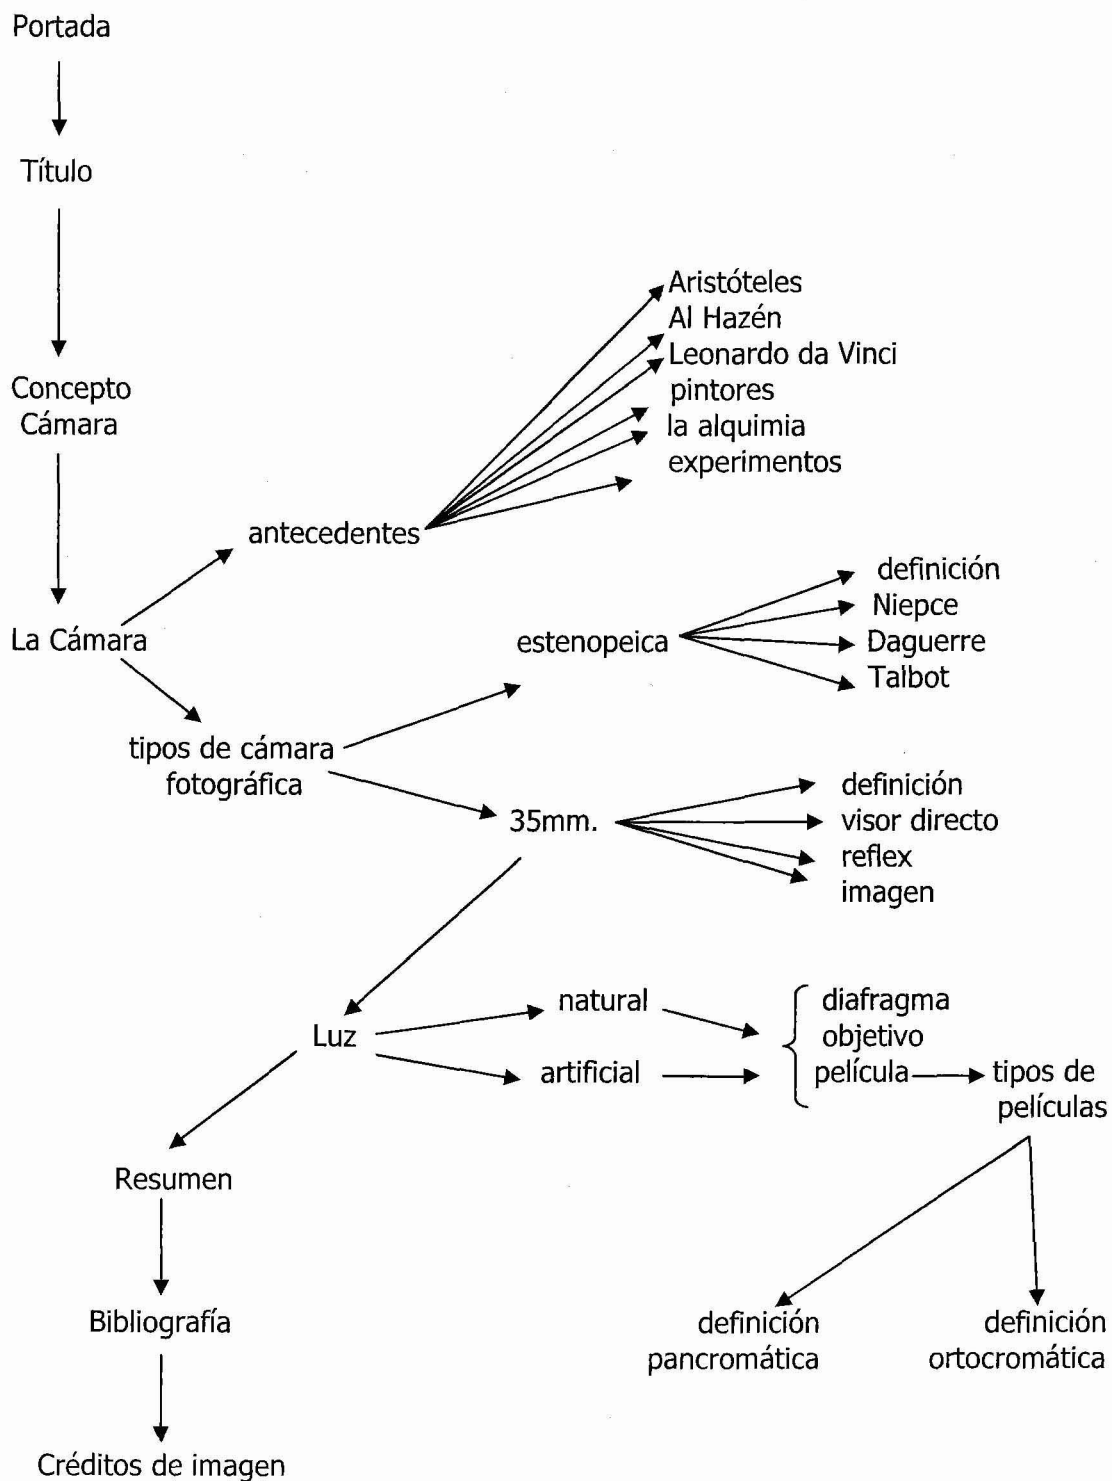 Portada
Título
Concepto
Cámara
La Cámara
antecedentes
Aristóteles
Al Hazén
Leonardo da Vinci
pintores
la alquimia
experimentos
tipos de cámara
fotográfica
estenopeica
definición
Niepce
Daguerre
Talbot
35mm.
definición
visor directo
reflex
imagen
Luz
natural
artificial
diafragma
objetivo
película
tipos de
películas
definición
pancromática
definición
ortocromática
Resumen
Bibliografía
Créditos de imagen